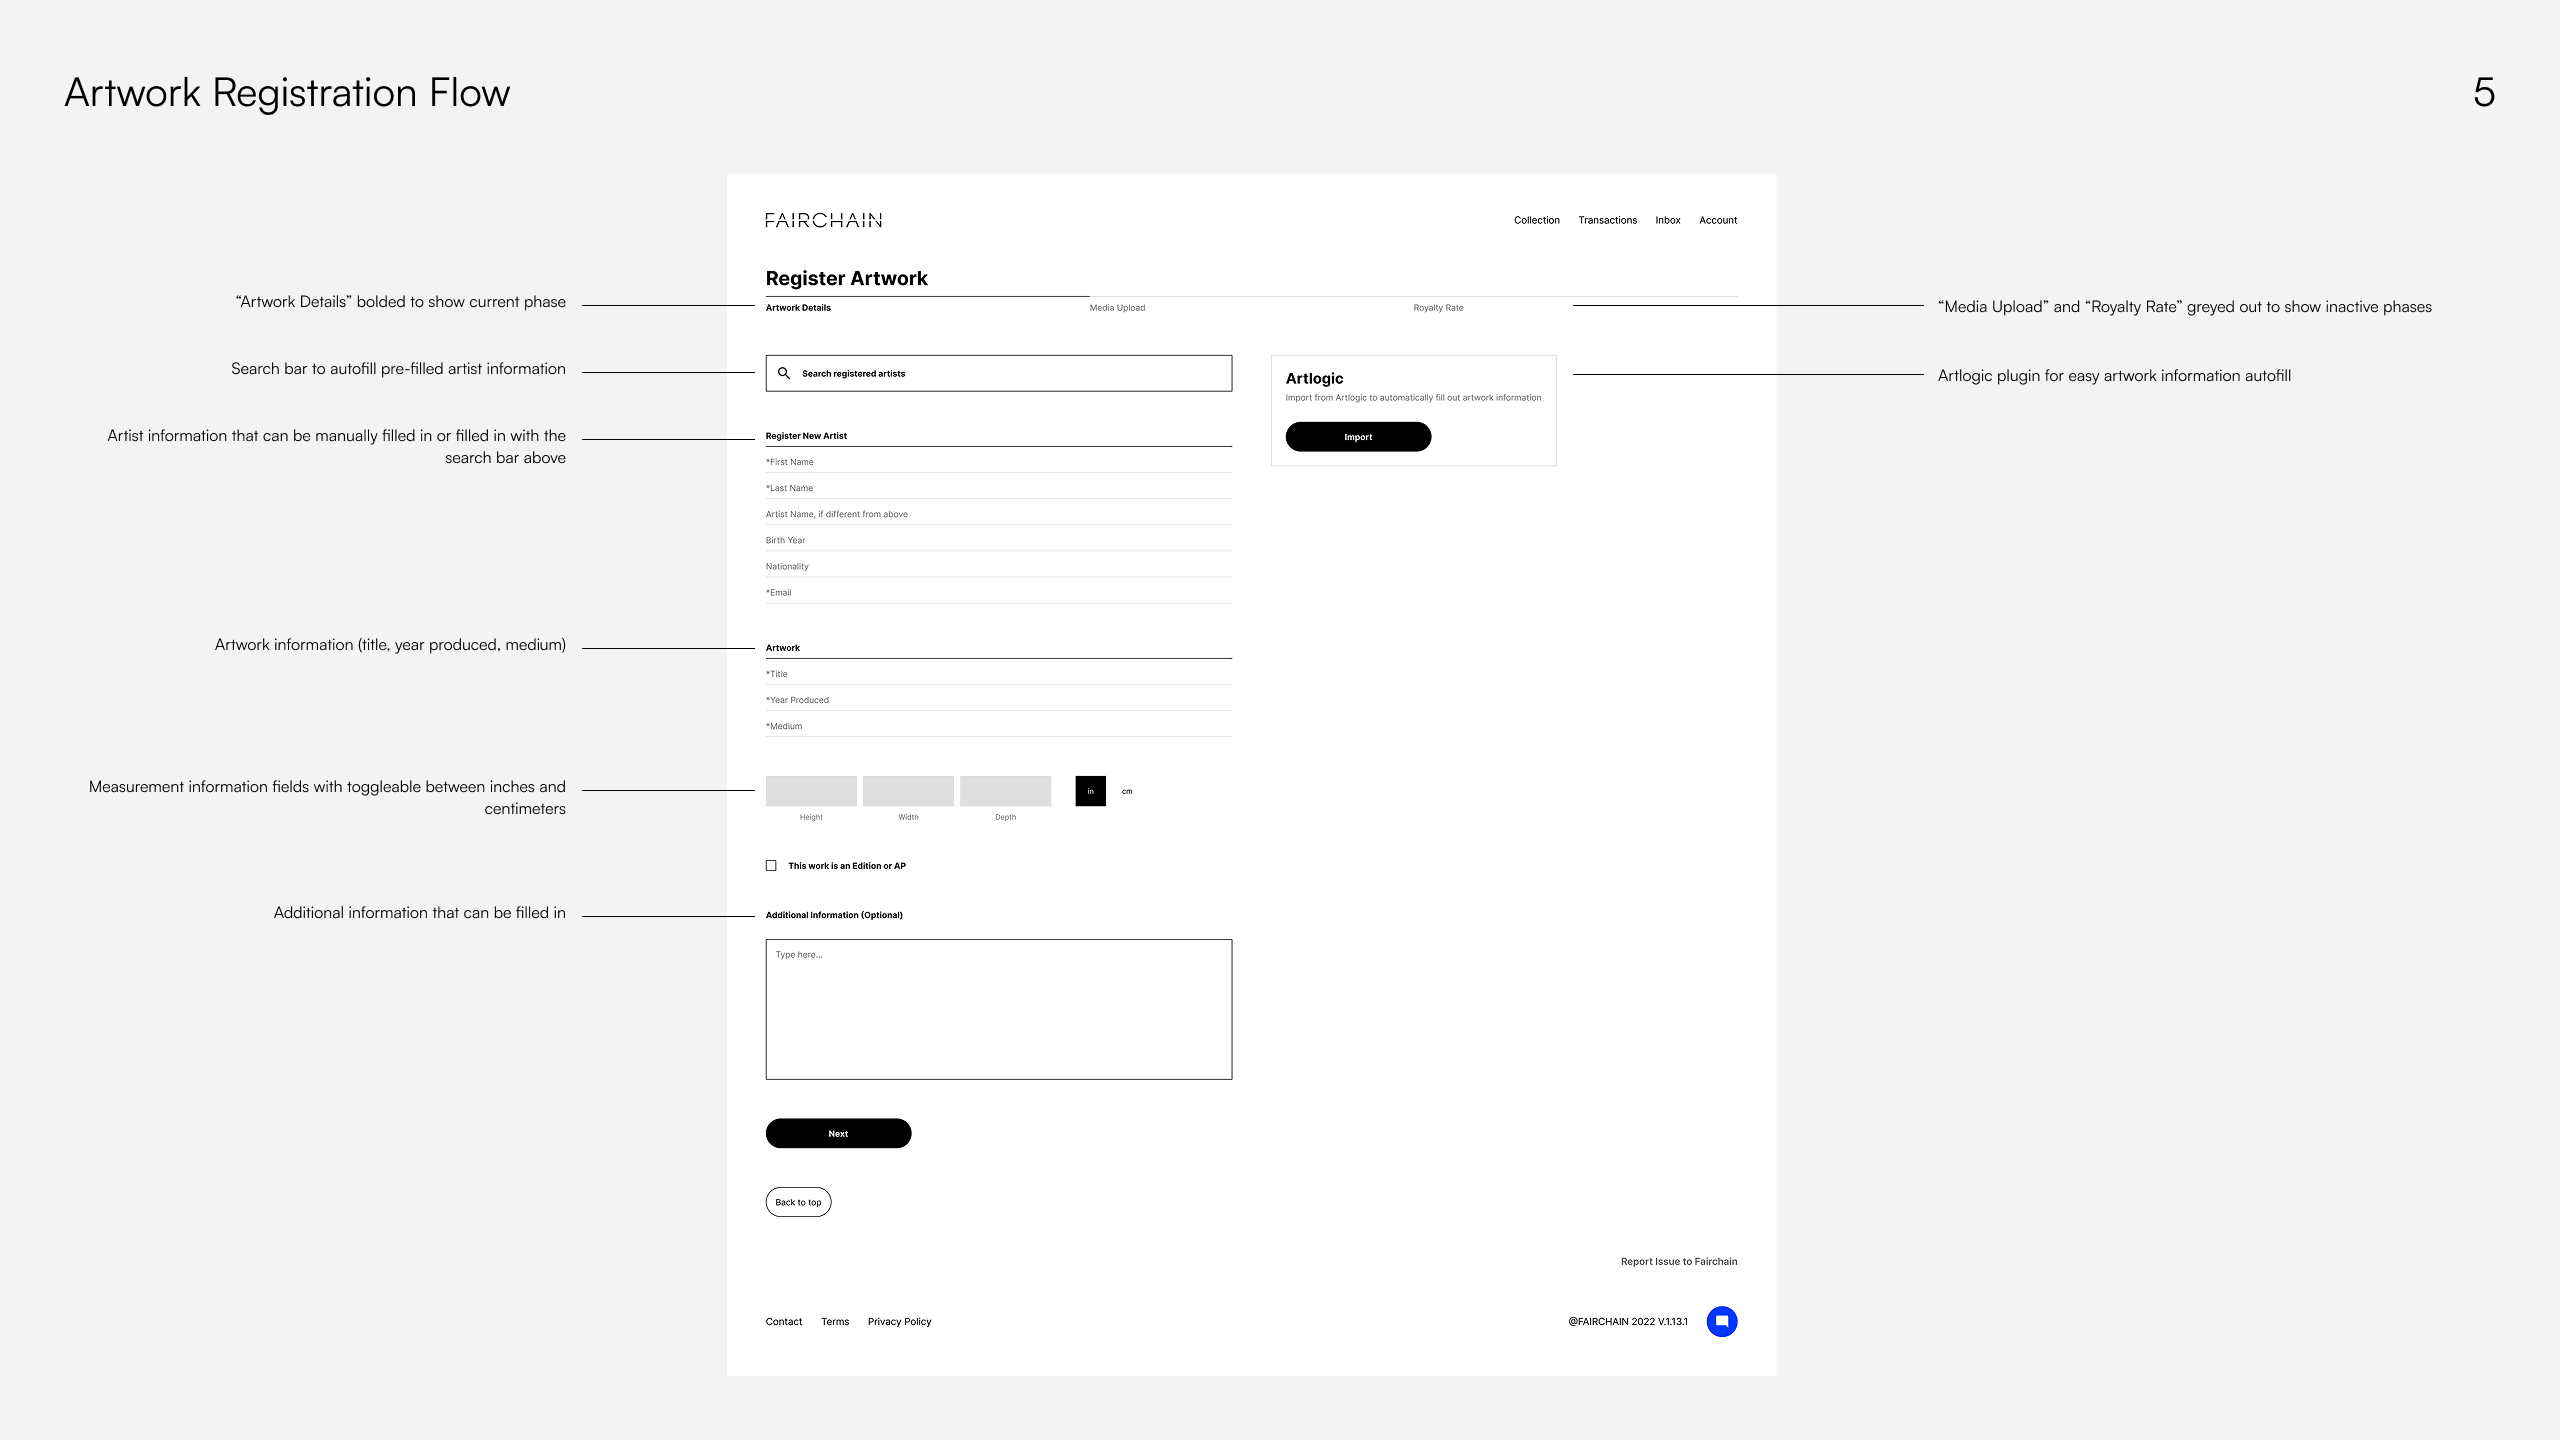 Artwork Registration Flow
5
FAIRCHAIN
Collection
Transactions
Inbox
Account
Register Artwork
Artwork Details
Media Upload
Royalty Rate
“Artwork Details” bolded to show current phase
“Media Upload” and “Royalty Rate” greyed out to show inactive phases
Search bar to autofill pre-filled artist information
Search registered artists
Artlogic
Import from Artlogic to automatically fill out artwork information
Import
Artlogic plugin for easy artwork information autofill
Artist information that can be manually filled in or filled in with the
search bar above
Register New Artist
*First Name
*Last Name
Artist Name, if different from above
Birth Year
Nationality
*Email
Artwork information (title, year produced, medium)
Artwork
*Title
*Year Produced
*Medium
Measurement information fields with toggleable between inches and
centimeters
in
cm
Height
Width
Depth
This work is an Edition or AP
Additional information that can be filled in
Additional Information (Optional)
Type here...
Next
Back to top
Report Issue to Fairchain
Contact
Terms
Privacy Policy
@FAIRCHAIN 2022 V.1.13.1